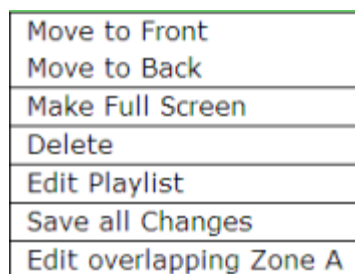 Move to Front
Move to Back
Make Full Screen
Delete
Edit Playlist
Save all Changes
Edit overlapping Zone A